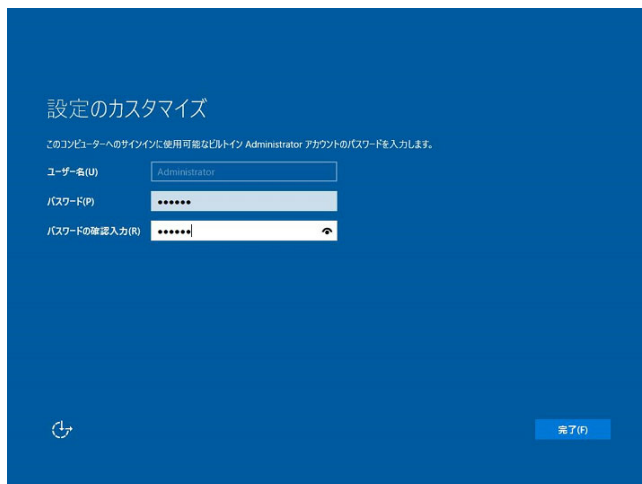 設定のカスタマイズ
このコンピューターへのサインインに使用可能なビルトイン Administrator アカウントのパスワードを入力します。
ユーザー名(U) Administrator
パスワード(P) ●●●●●●
パスワードの確認入力(R) ●●●●●●
完了(F)